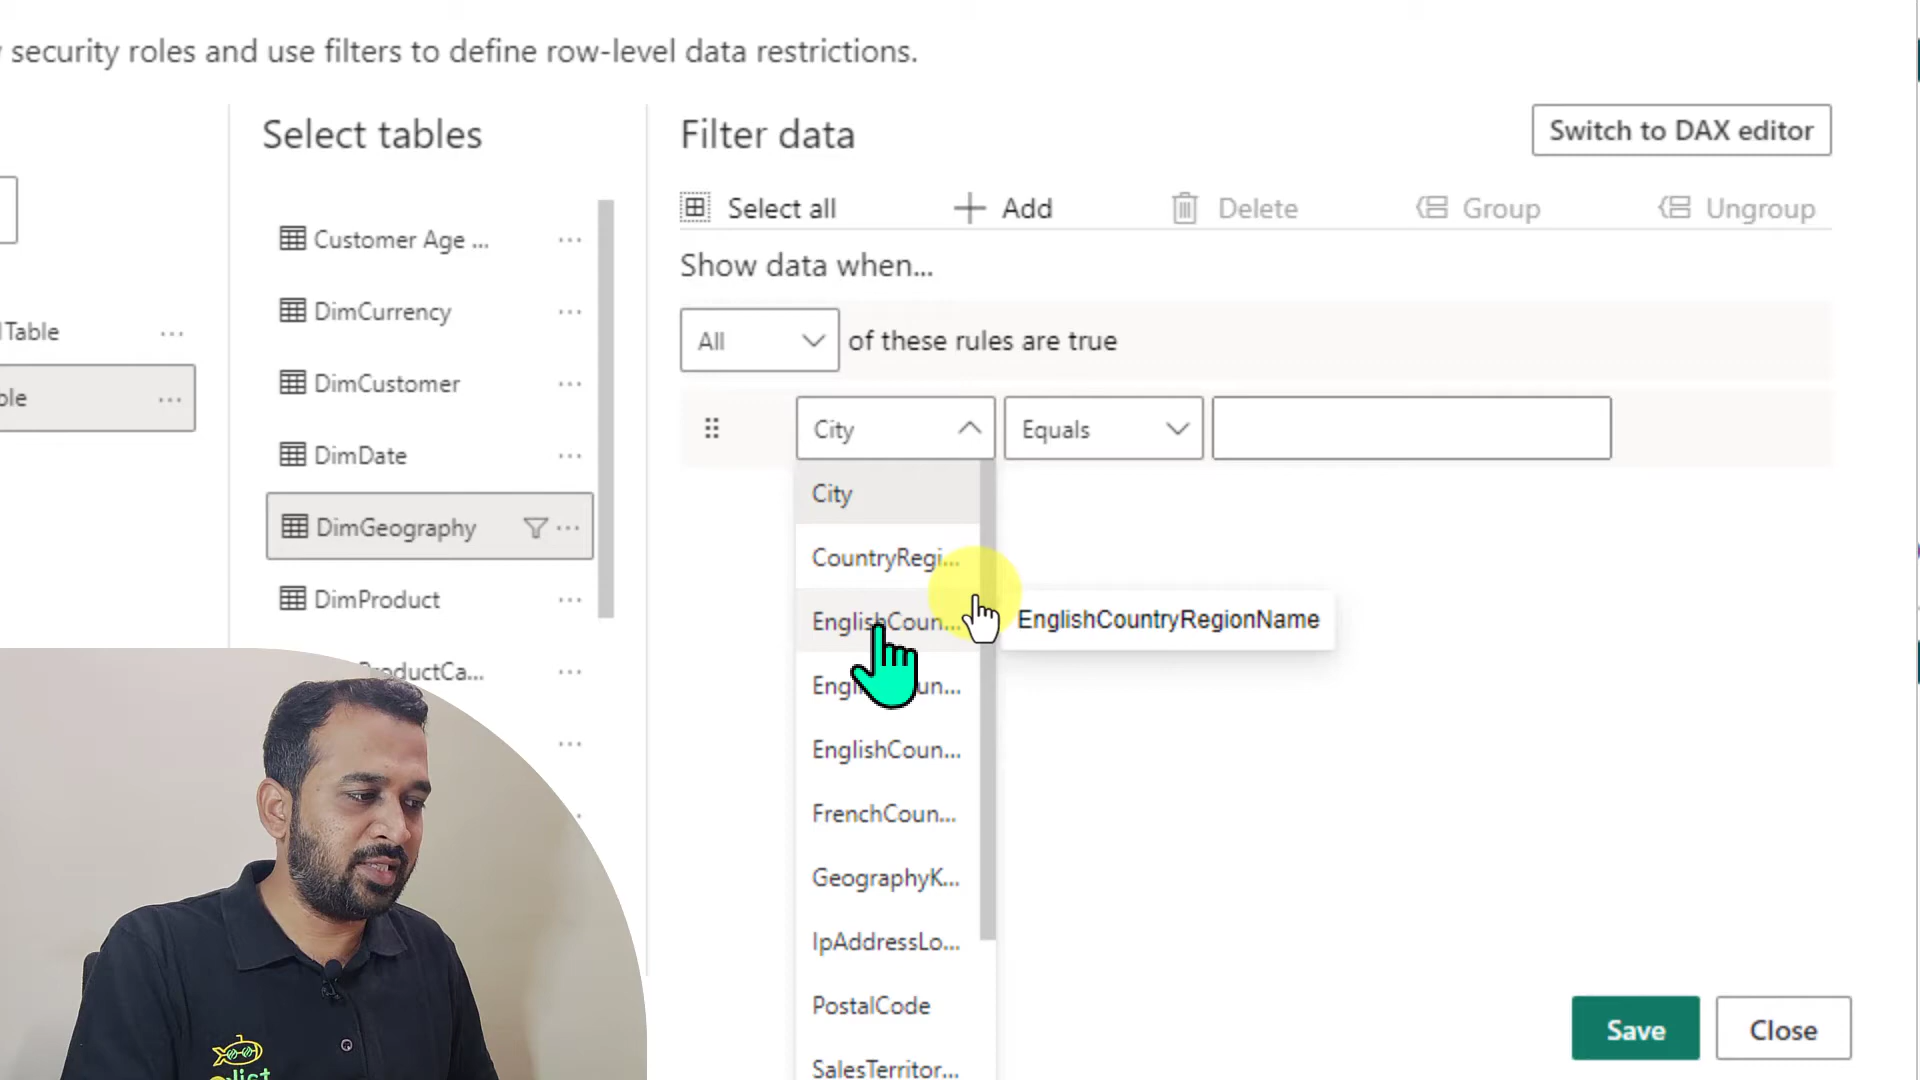 security roles and use filters to define row-level data restrictions.
Select tables
Filter data
Switch to DAX editor
Select all
Add
Delete
Group
Ungroup
Customer Age ...
Show data when...
DimCurrency
Table
All
of these rules are true
DimCustomer
City
Equals
DimDate
City
DimGeography
CountryRegi...
DimProduct
EnglishCoun...
EnglishCountryRegionName
EnglishCoun...
FrenchCoun...
GeographyK...
IpAddressLo...
PostalCode
SalesTerritor...
Save
Close